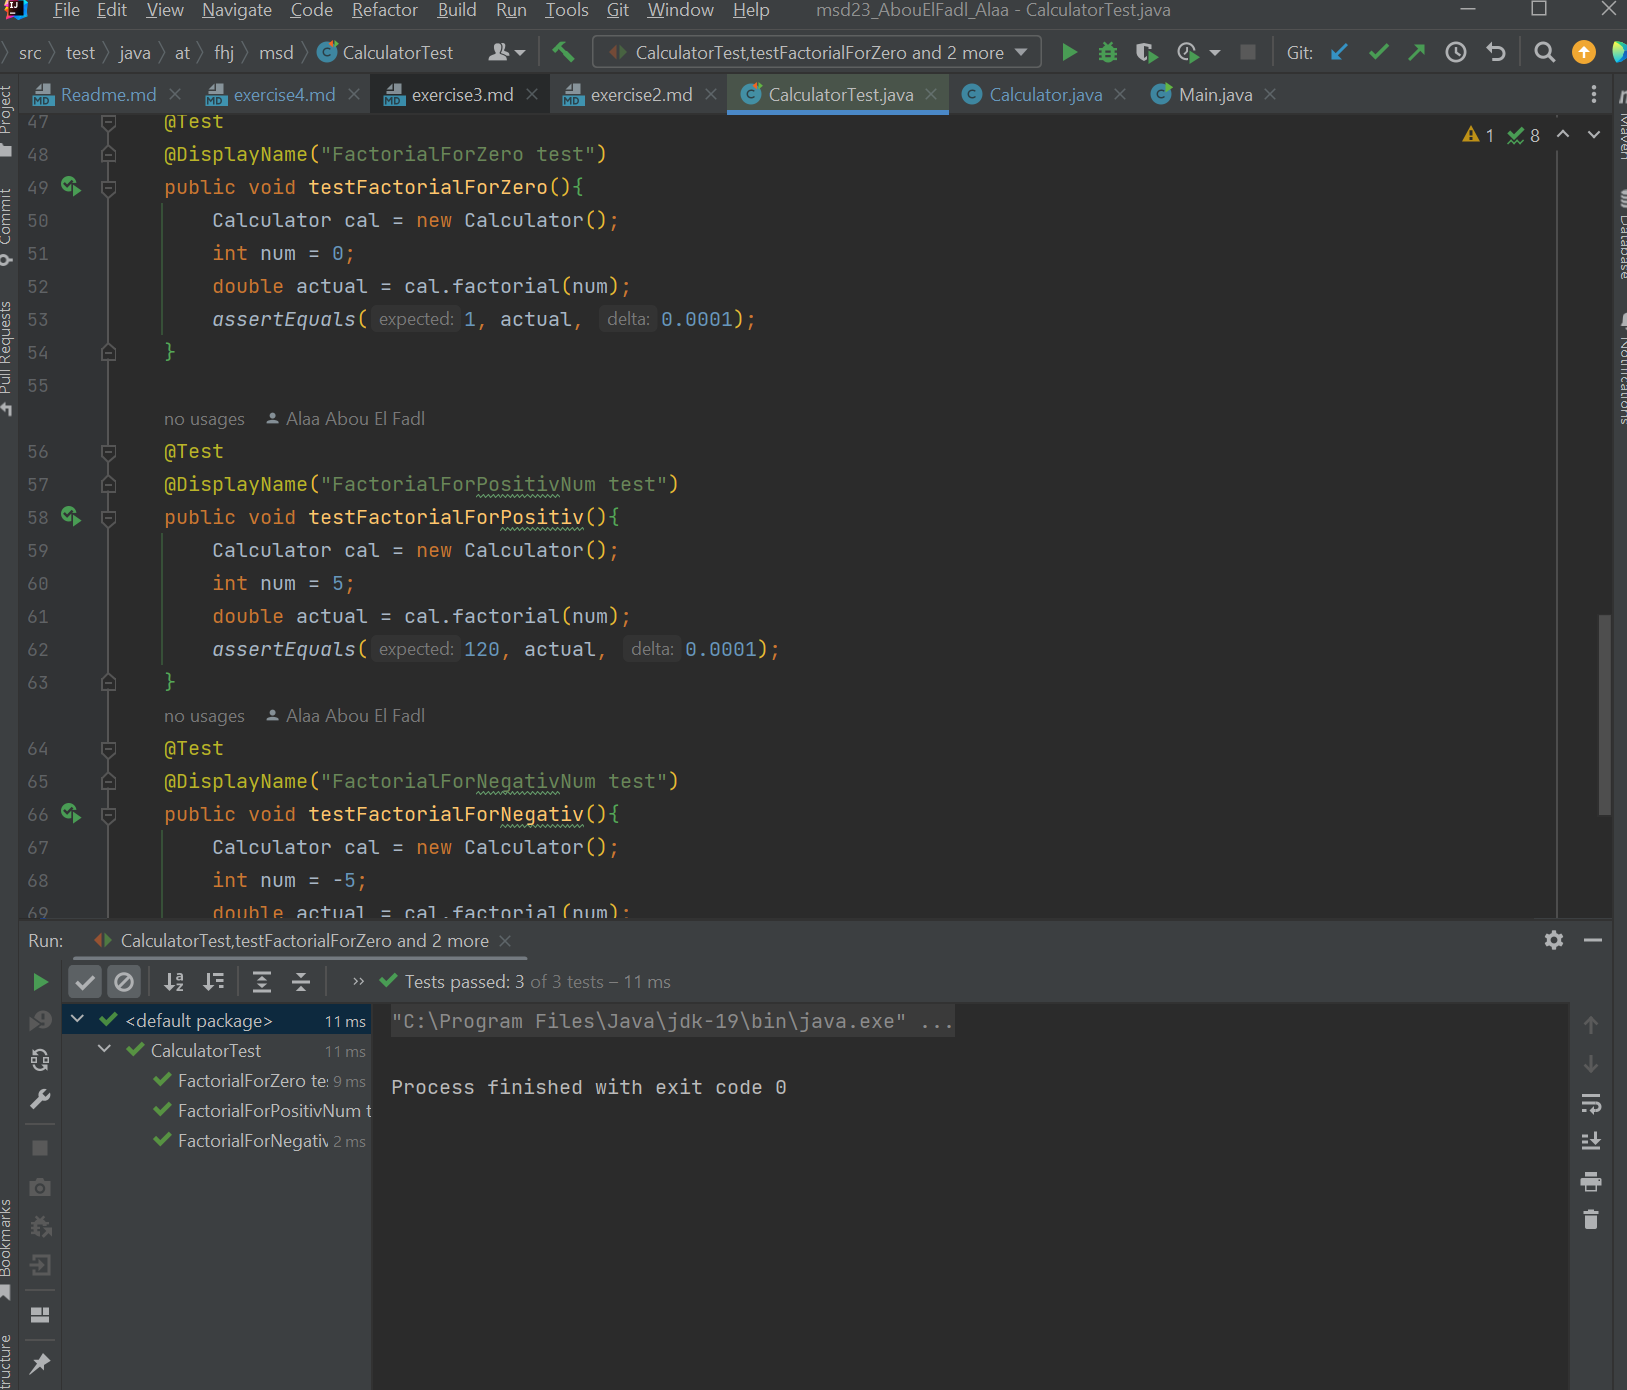 File Edit View Navigate Code Refactor Build Run Tools Git Window Help msd23_AbouElFadl_Alaa - CalculatorTest.java
src test java at fhj msd CalculatorTest CalculatorTest,testFactorialForZero and 2 more Git:
Readme.md exercise4.md exercise3.md exercise2.md CalculatorTest.java Calculator.java Main.java
Project
Commit
Pull Requests
Bookmarks
Structure
Maven
Database
Notifications
1 8
47 @Test
48 @DisplayName("FactorialForZero test")
49 public void testFactorialForZero(){
50 Calculator cal = new Calculator();
51 int num = 0;
52 double actual = cal.factorial(num);
53 assertEquals( expected: 1, actual, delta: 0.0001);
54 }
55
no usages Alaa Abou El Fadl
56 @Test
57 @DisplayName("FactorialForPositivNum test")
58 public void testFactorialForPositiv(){
59 Calculator cal = new Calculator();
60 int num = 5;
61 double actual = cal.factorial(num);
62 assertEquals( expected: 120, actual, delta: 0.0001);
63 }
no usages Alaa Abou El Fadl
64 @Test
65 @DisplayName("FactorialForNegativNum test")
66 public void testFactorialForNegativ(){
67 Calculator cal = new Calculator();
68 int num = -5;
69 double actual = cal.factorial(num);
Run: CalculatorTest,testFactorialForZero and 2 more
Tests passed: 3 of 3 tests – 11 ms
<default package> 11 ms
CalculatorTest 11 ms
FactorialForZero te: 9 ms
FactorialForPositivNum t
FactorialForNegativ 2 ms
"C:\Program Files\Java\jdk-19\bin\java.exe" ...
Process finished with exit code 0